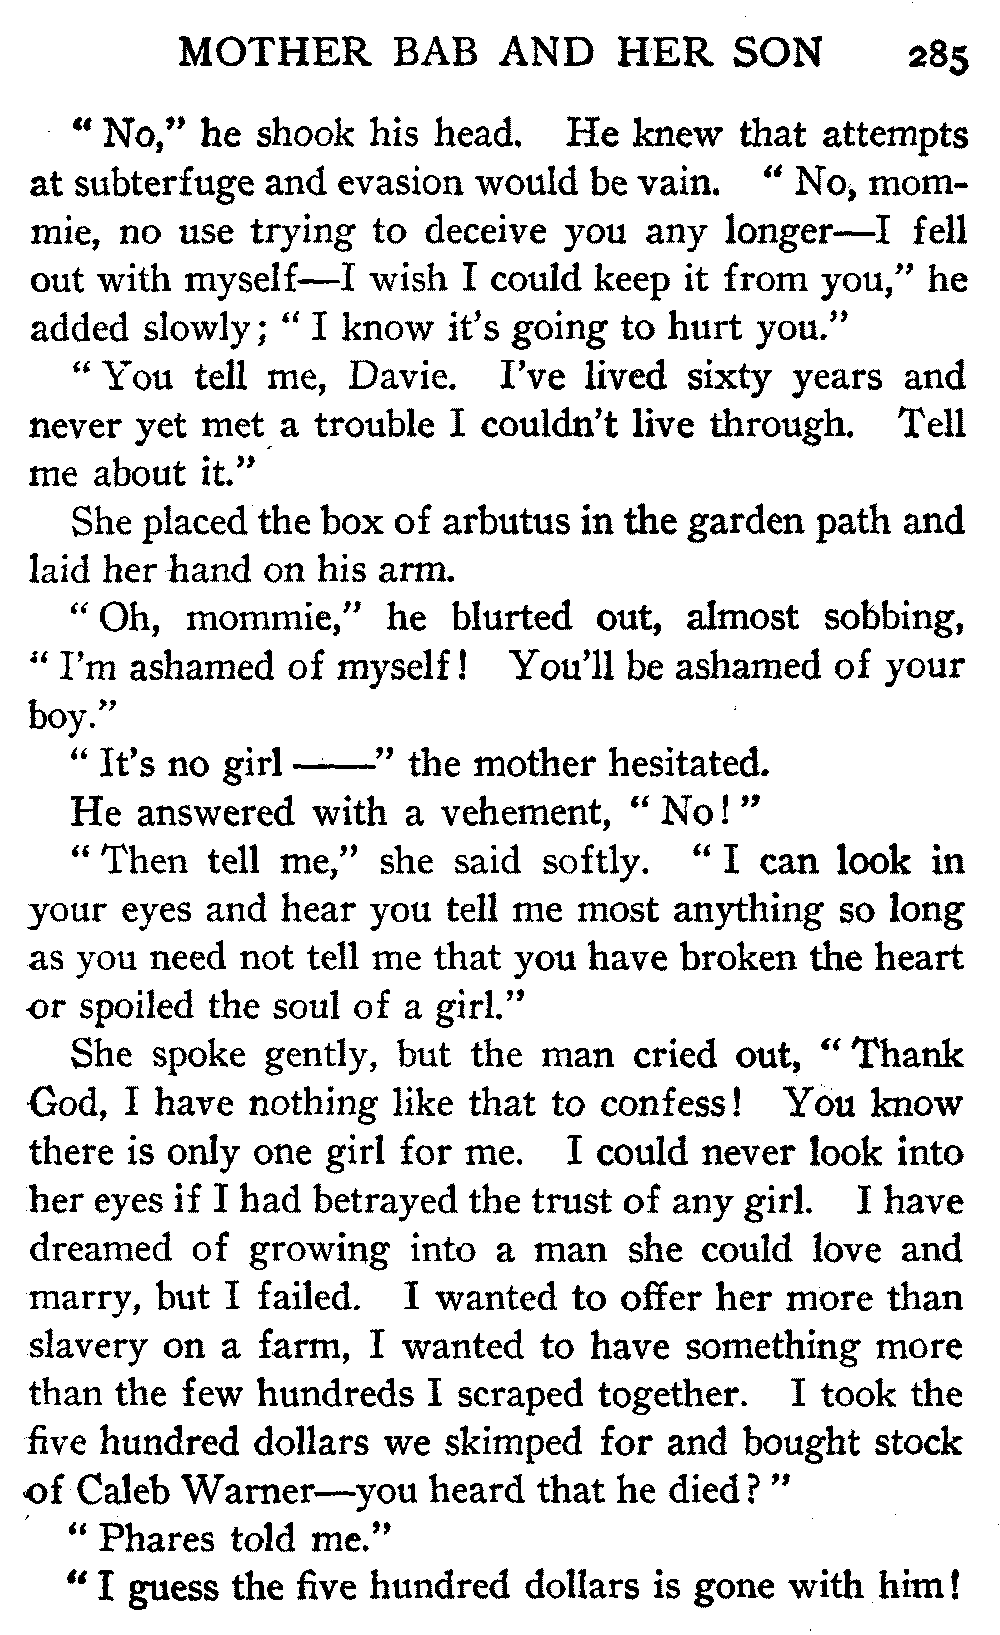 MOTHER BAB AND HER SON 285
" No," he shook his head. He knew that attempts
at subterfuge and evasion would be vain. " No, mom-
mie, no use trying to deceive you any longer—I fell
out with myself—I wish I could keep it from you," he
added slowly; " I know it's going to hurt you."
" You tell me, Davie. I've lived sixty years and
never yet met a trouble I couldn't live through. Tell
me about it."
She placed the box of arbutus in the garden path and
laid her hand on his arm.
" Oh, mommie," he blurted out, almost sobbing,
" I'm ashamed of myself! You'll be ashamed of your
boy."
" It's no girl ——" the mother hesitated.
He answered with a vehement, " No! "
" Then tell me," she said softly. " I can look in
your eyes and hear you tell me most anything so long
as you need not tell me that you have broken the heart
or spoiled the soul of a girl."
She spoke gently, but the man cried out, " Thank
God, I have nothing like that to confess! You know
there is only one girl for me. I could never look into
her eyes if I had betrayed the trust of any girl. I have
dreamed of growing into a man she could love and
marry, but I failed. I wanted to offer her more than
slavery on a farm, I wanted to have something more
than the few hundreds I scraped together. I took the
five hundred dollars we skimped for and bought stock
of Caleb Warner—you heard that he died? "
" Phares told me."
" I guess the five hundred dollars is gone with him!